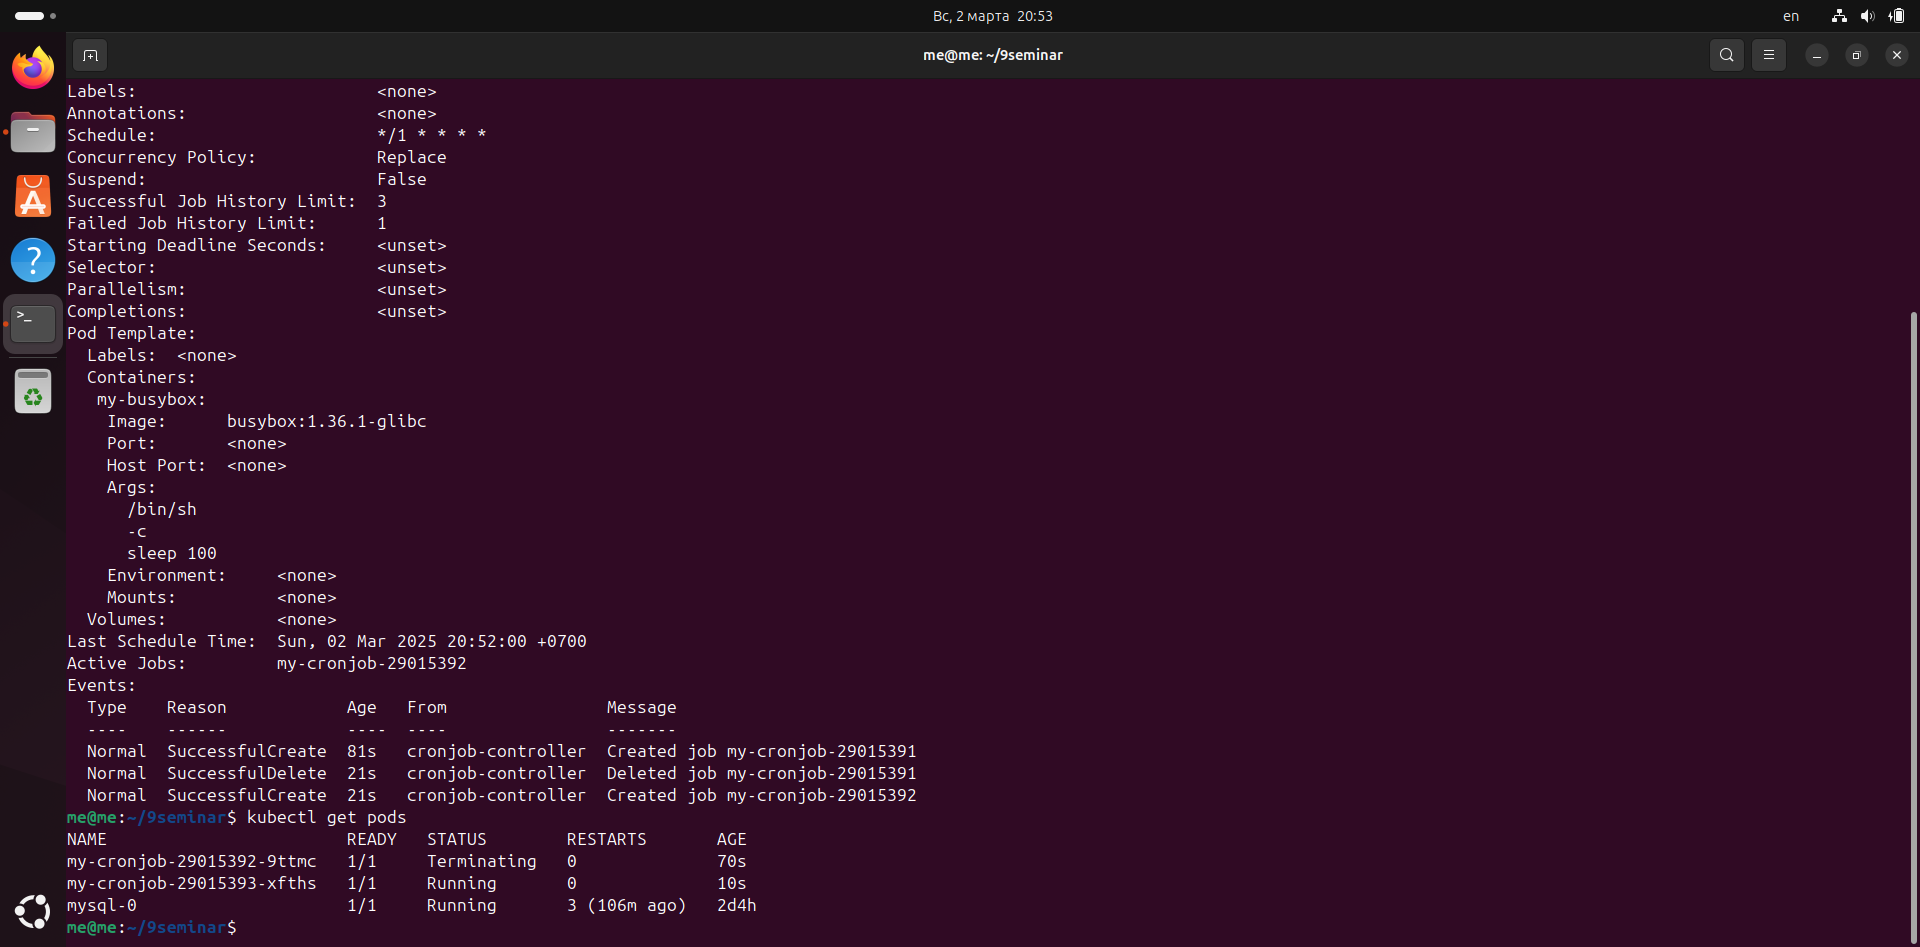 Вс, 2 марта 20:53
en
me@me: ~/9seminar
Labels: <none>
Annotations: <none>
Schedule: */1 * * * *
Concurrency Policy: Replace
Suspend: False
Successful Job History Limit: 3
Failed Job History Limit: 1
Starting Deadline Seconds: <unset>
Selector: <unset>
Parallelism: <unset>
Completions: <unset>
Pod Template:
Labels: <none>
Containers:
my-busybox:
Image: busybox:1.36.1-glibc
Port: <none>
Host Port: <none>
Args:
/bin/sh
-c
sleep 100
Environment: <none>
Mounts: <none>
Volumes: <none>
Last Schedule Time: Sun, 02 Mar 2025 20:52:00 +0700
Active Jobs: my-cronjob-29015392
Events:
Type Reason Age From Message
---- ------ ---- ---- -------
Normal SuccessfulCreate 81s cronjob-controller Created job my-cronjob-29015391
Normal SuccessfulDelete 21s cronjob-controller Deleted job my-cronjob-29015391
Normal SuccessfulCreate 21s cronjob-controller Created job my-cronjob-29015392
me@me:~/9seminar$ kubectl get pods
NAME READY STATUS RESTARTS AGE
my-cronjob-29015392-9ttmc 1/1 Terminating 0 70s
my-cronjob-29015393-xfths 1/1 Running 0 10s
mysql-0 1/1 Running 3 (106m ago) 2d4h
me@me:~/9seminar$